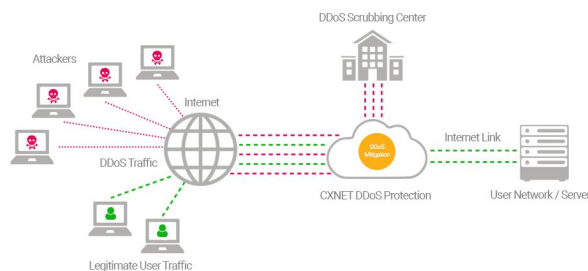 DDoS Scrubbing Center
Attackers
Internet
DDoS Traffic
DDoS
Mitigation
Internet Link
CXNET DDoS Protection
User Network / Server
Legitimate User Traffic